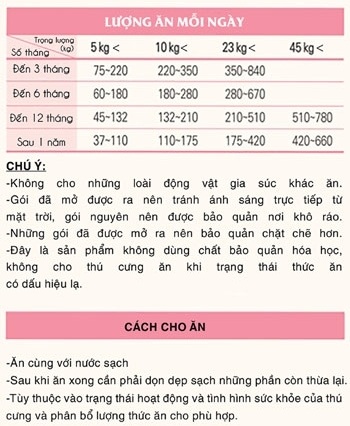 LƯỢNG ĂN MỖI NGÀY
Trọng lượng (kg) Số tháng 5 kg < 10 kg < 23 kg < 45 kg <
Đến 3 tháng 75~220 220~350 350~840
Đến 6 tháng 60~180 180~280 280~670
Đến 12 tháng 45~132 132~210 210~510 510~780
Sau 1 năm 37~110 110~175 175~420 420~660
CHÚ Ý:
-Không cho những loài động vật gia súc khác ăn.
-Gói đã mở được ra nên tránh ánh sáng trực tiếp từ
mặt trời, gói nguyên nên được bảo quản nơi khô ráo.
-Những gói đã được mở ra nên bảo quản chặt chẽ hơn.
-Đây là sản phẩm không dùng chất bảo quản hóa học,
không cho thú cưng ăn khi trạng thái thức ăn
có dấu hiệu lạ.
CÁCH CHO ĂN
-Ăn cùng với nước sạch
-Sau khi ăn xong cần phải dọn dẹp sạch những phần còn thừa lại.
-Tùy thuộc vào trạng thái hoạt động và tình hình sức khỏe của thú
cưng và phân bổ lượng thức ăn cho phù hợp.